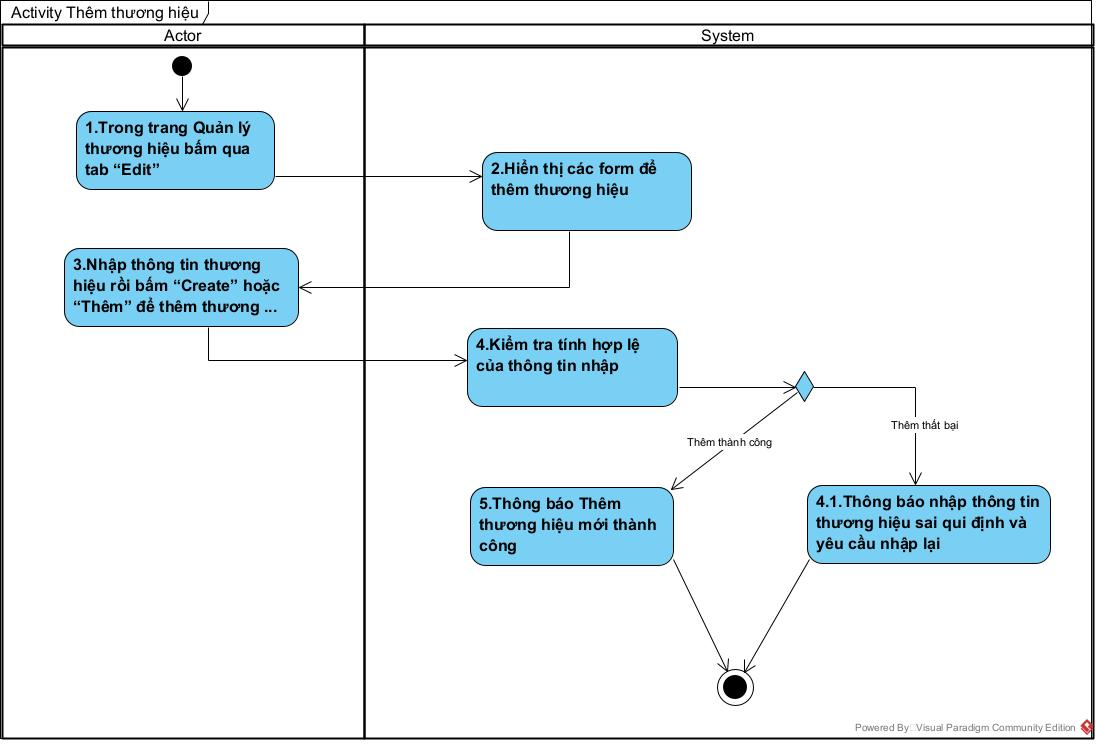 Activity Thêm thương hiệu
Actor
System
1.Trong trang Quản lý
thương hiệu bấm qua
tab “Edit”
2.Hiển thị các form để
thêm thương hiệu
3.Nhập thông tin thương
hiệu rồi bấm “Create” hoặc
“Thêm” để thêm thương ...
4.Kiểm tra tính hợp lệ
của thông tin nhập
Thêm thất bại
Thêm thành công
5.Thông báo Thêm
thương hiệu mới thành
công
4.1.Thông báo nhập thông tin
thương hiệu sai qui định và
yêu cầu nhập lại
Powered By Visual Paradigm Community Edition